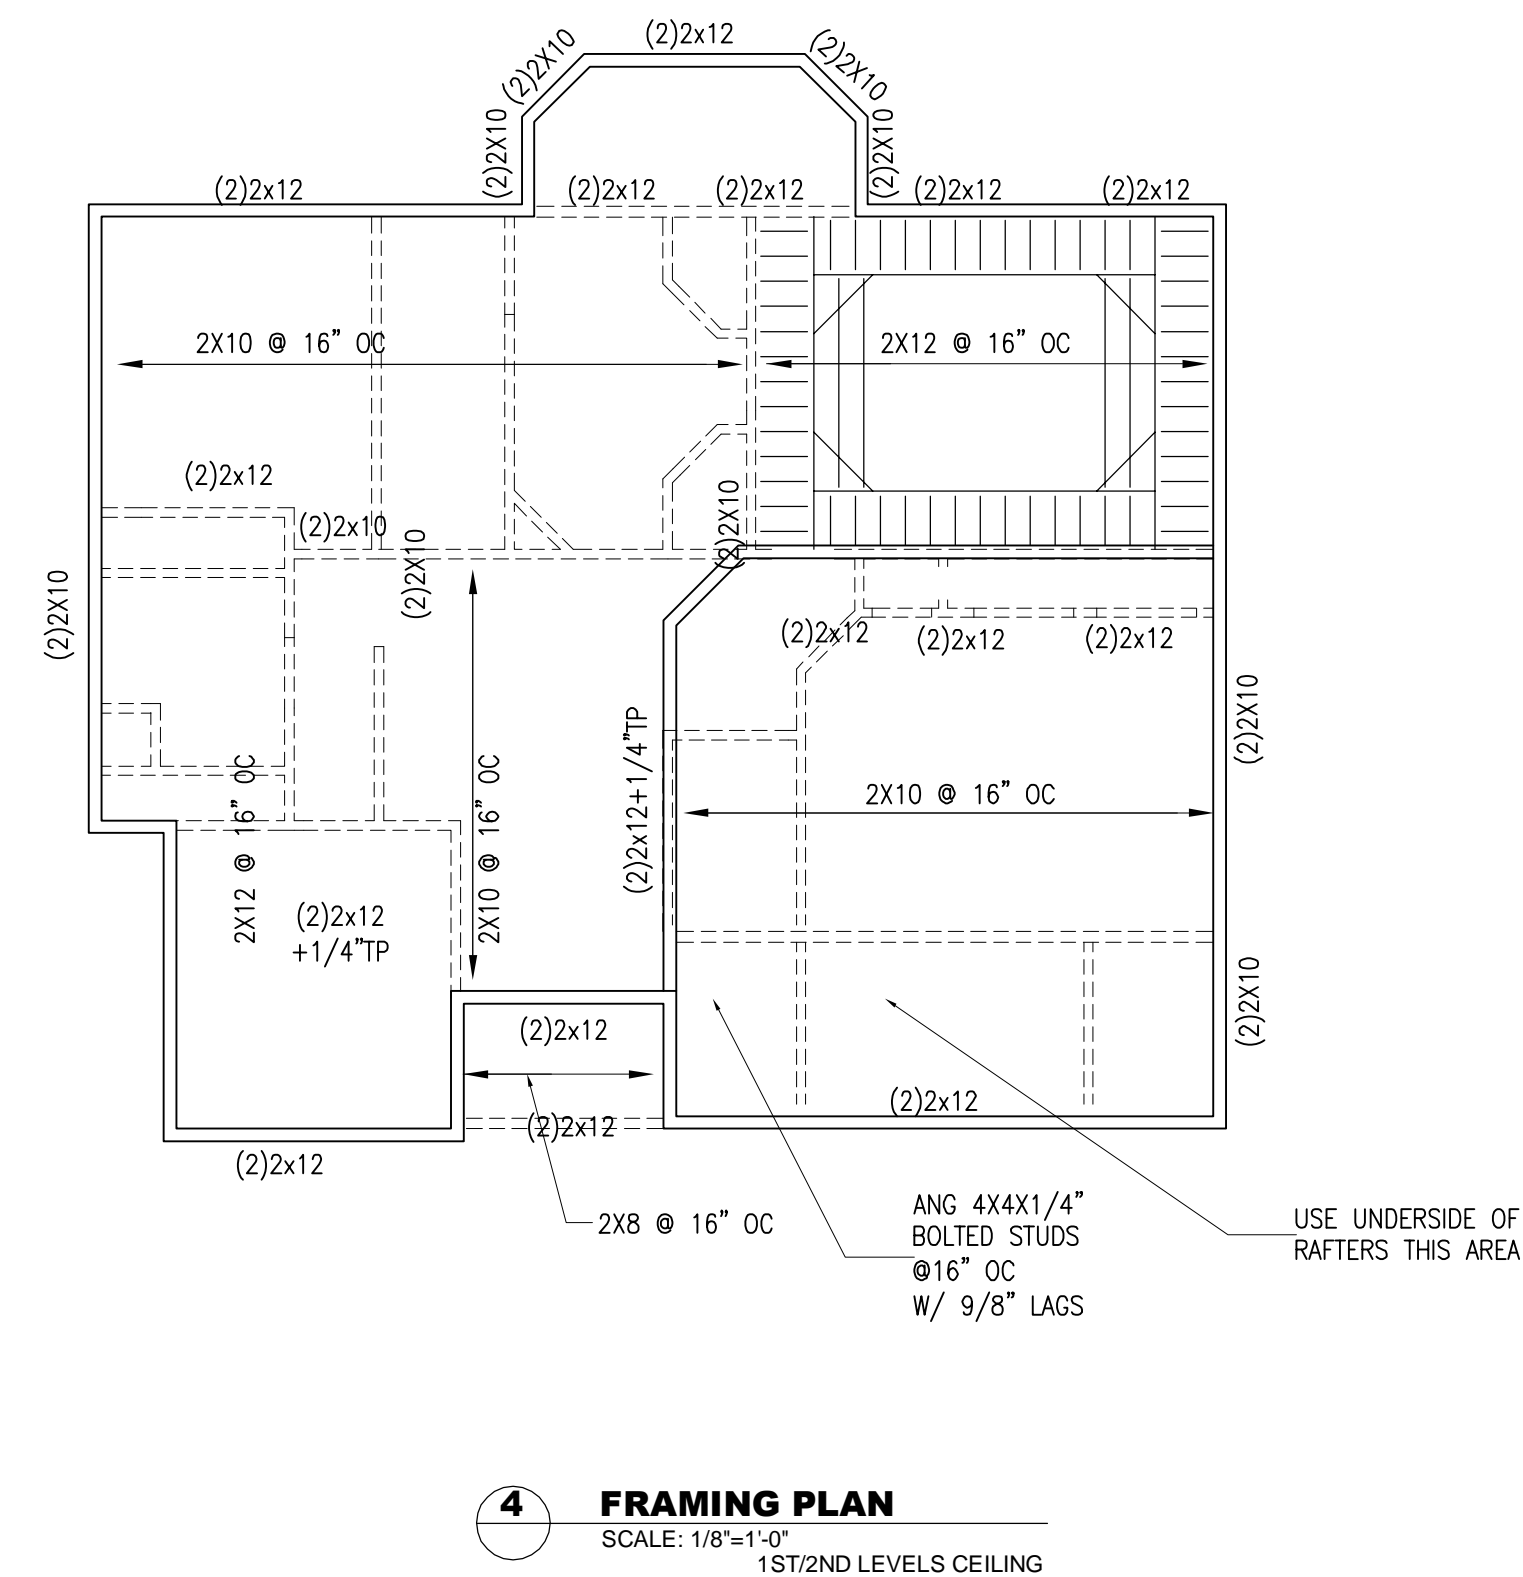 (2)2x12
(2)2X10
(2)2X10
(2)2X10
(2)2X10
(2)2x12
(2)2x12
(2)2x12
(2)2x12
(2)2x12
2X10 @ 16” OC
2X12 @ 16” OC
(2)2x12
(2)2x10
(2)2X10
(2)2X10
(2)2X10
(2)2x12
(2)2x12
(2)2x12
(2)2X10
(2)2x12+1/4”TP
2X12 @ 16” OC
2X10 @ 16” OC
2X10 @ 16” OC
(2)2x12
+1/4”TP
(2)2X10
(2)2x12
(2)2x12
(2)2x12
(2)2x12
2X8 @ 16” OC
ANG 4X4X1/4”
BOLTED STUDS
@16” OC
W/ 9/8” LAGS
USE UNDERSIDE OF
RAFTERS THIS AREA
4
FRAMING PLAN
SCALE: 1/8"=1'-0"
1ST/2ND LEVELS CEILING